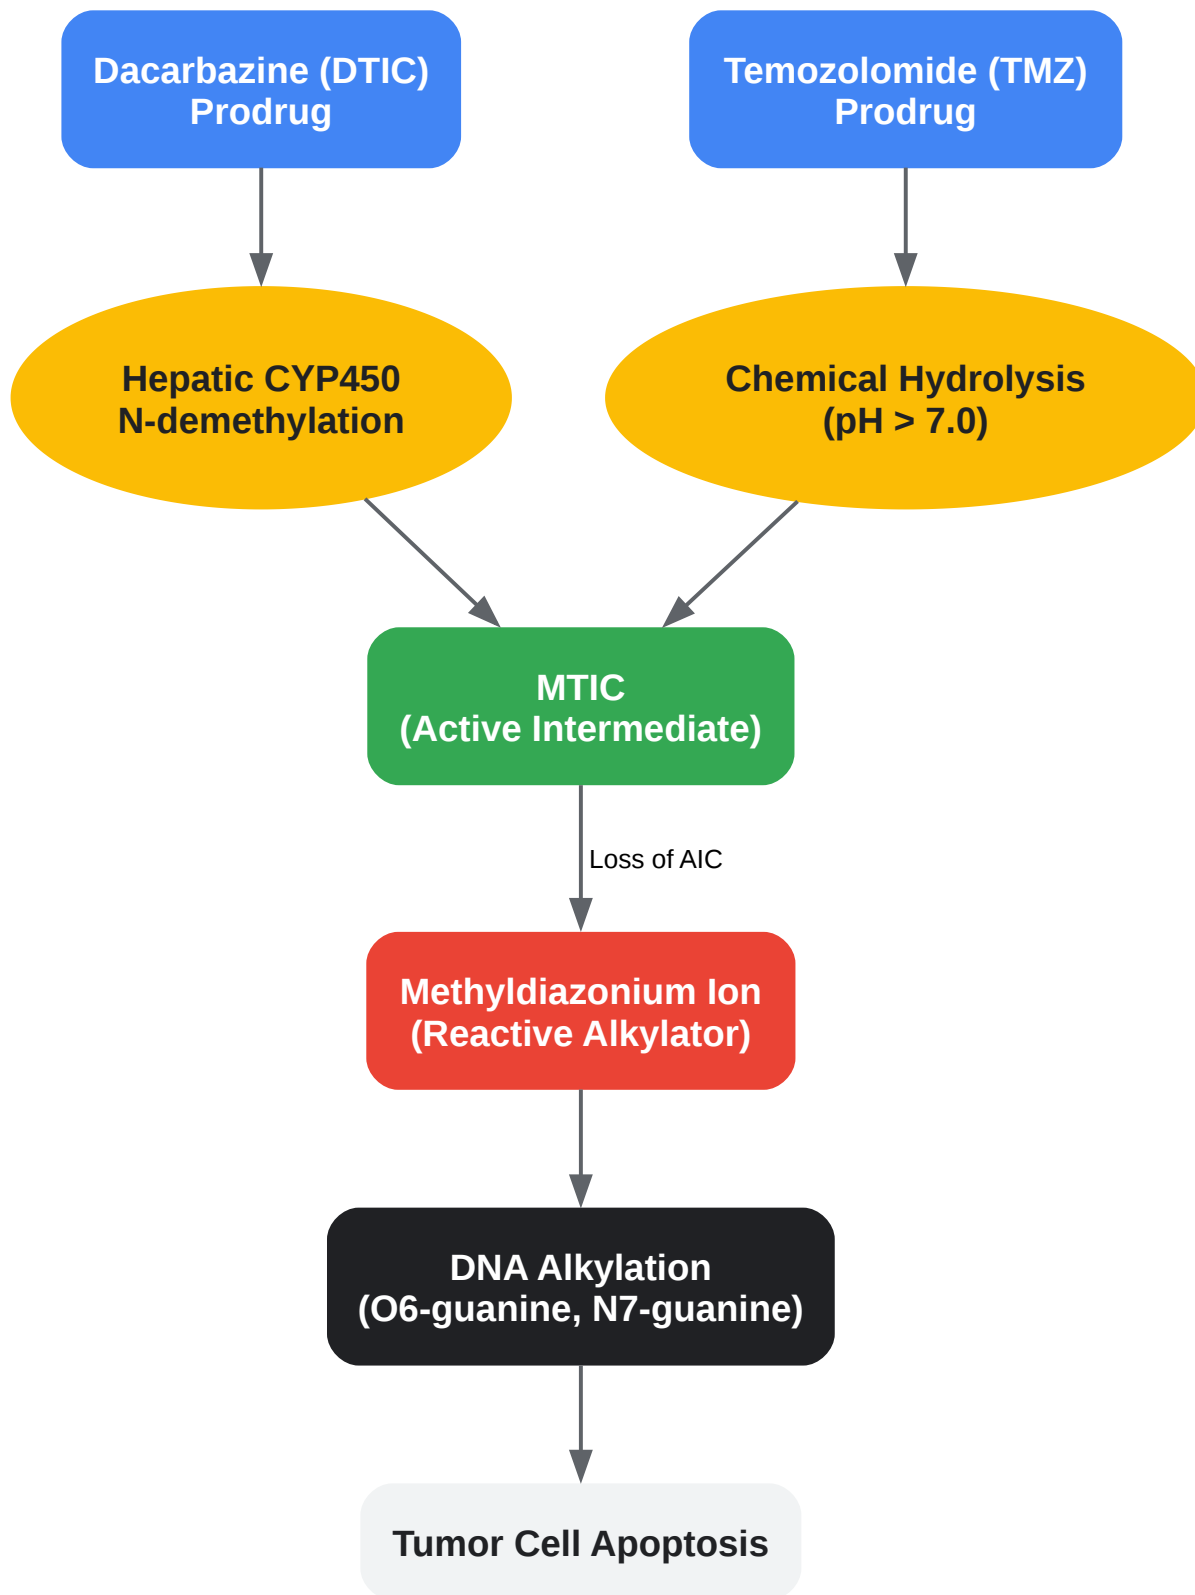 Dacarbazine (DTIC)
Prodrug
Temozolomide (TMZ)
Prodrug
Hepatic CYP450
N-demethylation
Chemical Hydrolysis
(pH > 7.0)
MTIC
(Active Intermediate)
Loss of AIC
Methyldiazonium Ion
(Reactive Alkylator)
DNA Alkylation
(O6-guanine, N7-guanine)
Tumor Cell Apoptosis